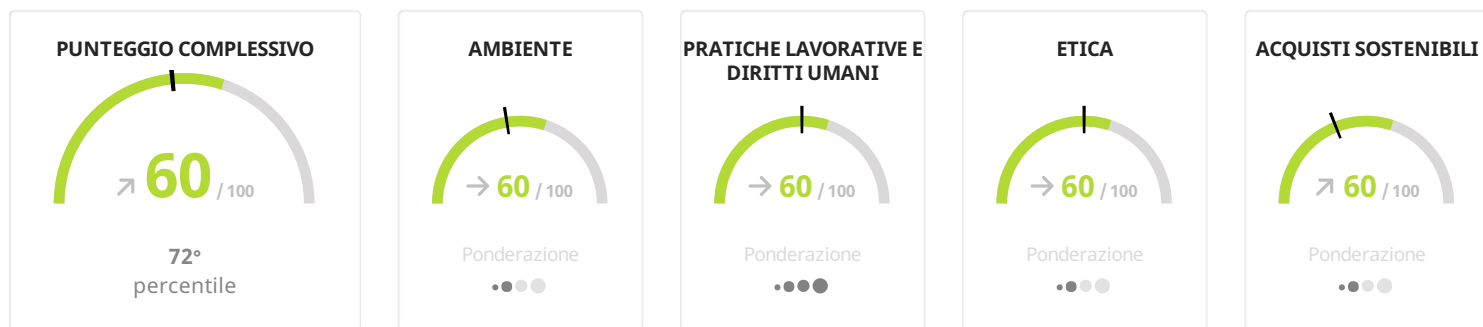 PUNTEGGIO COMPLESSIVO
60 / 100
72°
percentile
AMBIENTE
60 / 100
Ponderazione
PRATICHE LAVORATIVE E
DIRITTI UMANI
60 / 100
Ponderazione
ETICA
60 / 100
Ponderazione
ACQUISTI SOSTENIBILI
60 / 100
Ponderazione